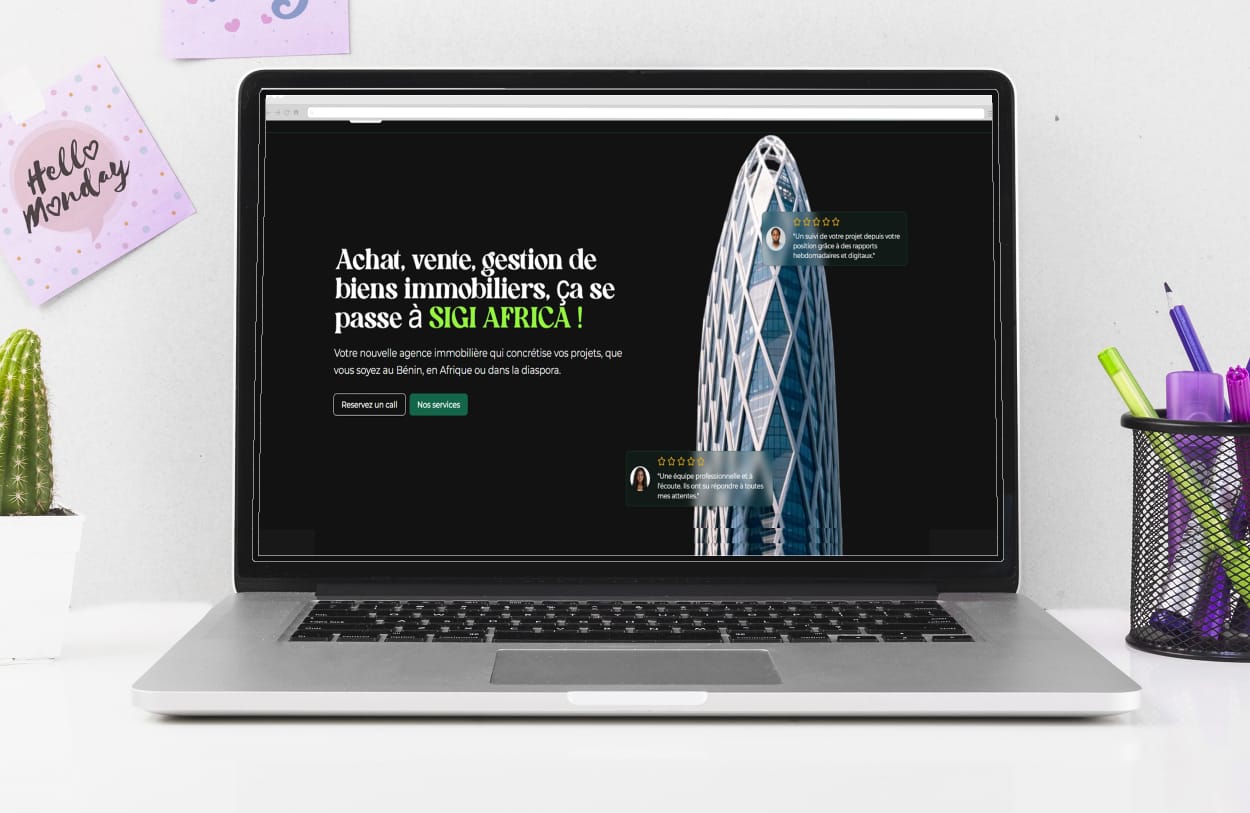 Hello
Monday
Achat, vente, gestion de
biens immobiliers, ça se
passe à SIGI AFRICA !
Votre nouvelle agence immobilière qui concrétise vos projets, que
vous soyez au Bénin, en Afrique ou dans la diaspora.
Reservez un call
Nos services
"Un suivi de votre projet depuis votre
position grâce à des rapports
hebdomadaires et digitaux."
"Une équipe professionnelle et à
l'écoute. Ils ont su répondre à toutes
mes attentes."